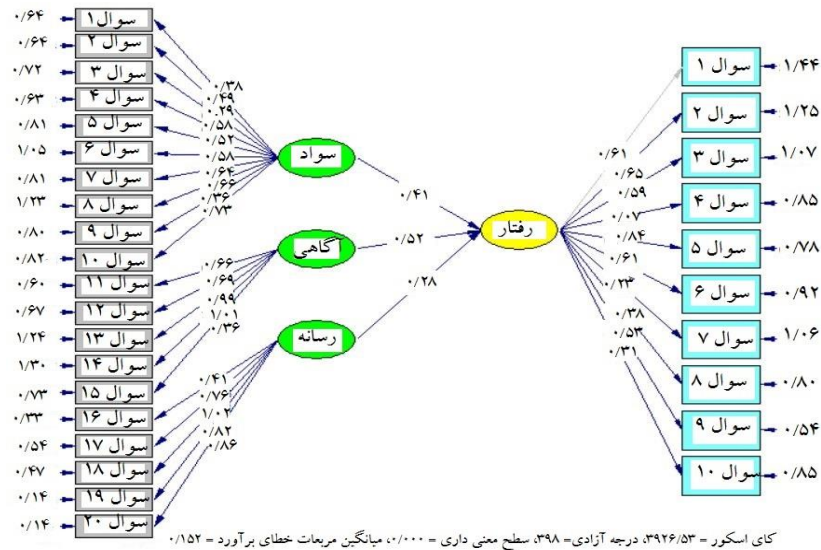 ۰/۶۴ سوال۱
۰/۶۴ سوال ۲
۰/۷۲ سوال ۳
۰/۶۳ سوال ۴
۰/۸۱ سوال ۵
۱/۰۵ سوال ۶
۰/۸۱ سوال ۷
۱/۲۳ سوال ۸
۰/۸۰ سوال ۹
۰/۸۲ سوال ۱۰
۰/۶۰ سوال ۱۱
۰/۶۷ سوال ۱۲
۱/۲۴ سوال ۱۳
۱/۳۰ سوال ۱۴
۰/۷۳ سوال ۱۵
۰/۳۳ سوال ۱۶
۰/۵۴ سوال ۱۷
۰/۴۷ سوال ۱۸
۰/۱۴ سوال ۱۹
۰/۱۴ سوال ۲۰
۰/۳۸
۰/۴۹
۰/۲۹
۰/۵۸
۰/۵۲
۰/۵۸
۰/۶۴
۰/۶۶
۰/۳۶
۰/۷۳
۰/۶۶
۰/۶۹
۰/۹۹
۱/۰۱
۰/۳۶
۰/۴۱
۰/۷۶
۱/۰۲
۰/۸۲
۰/۸۶
سواد
آگاهی
رسانه
۰/۴۱
۰/۵۲
۰/۲۸
رفتار
۰/۶۱
۰/۶۵
۰/۵۹
۰/۰۷
۰/۸۴
۰/۶۱
۰/۲۳
۰/۳۸
۰/۵۳
۰/۳۱
سوال ۱ ۱/۴۴
سوال ۲ ۱/۲۵
سوال ۳ ۱/۰۷
سوال ۴ ۰/۸۵
سوال ۵ ۰/۷۸
سوال ۶ ۰/۹۲
سوال ۷ ۱/۰۶
سوال ۸ ۰/۸۰
سوال ۹ ۰/۵۴
سوال ۱۰ ۰/۸۵
کای اسکور = ۳۹۲۶/۵۳، درجه آزادی= ۳۹۸، سطح معنی داری = ۰/۰۰۰، میانگین مربعات خطای برآورد = ۰/۱۵۲